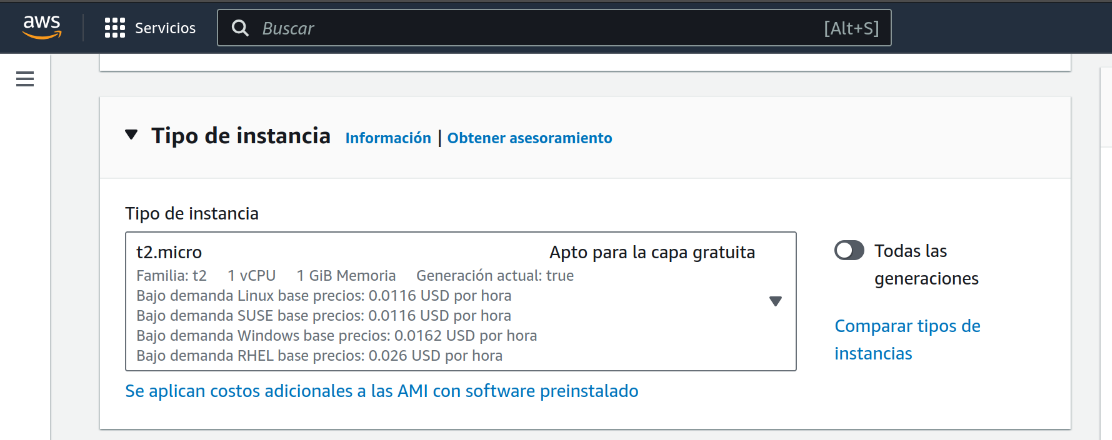 aws
Servicios
Buscar
[Alt+S]
Tipo de instancia
Información | Obtener asesoramiento
Tipo de instancia
t2.micro
Apto para la capa gratuita
Familia: t2 1 vCPU 1 GiB Memoria Generación actual: true
Bajo demanda Linux base precios: 0.0116 USD por hora
Bajo demanda SUSE base precios: 0.0116 USD por hora
Bajo demanda Windows base precios: 0.0162 USD por hora
Bajo demanda RHEL base precios: 0.026 USD por hora
Todas las
generaciones
Comparar tipos de
instancias
Se aplican costos adicionales a las AMI con software preinstalado